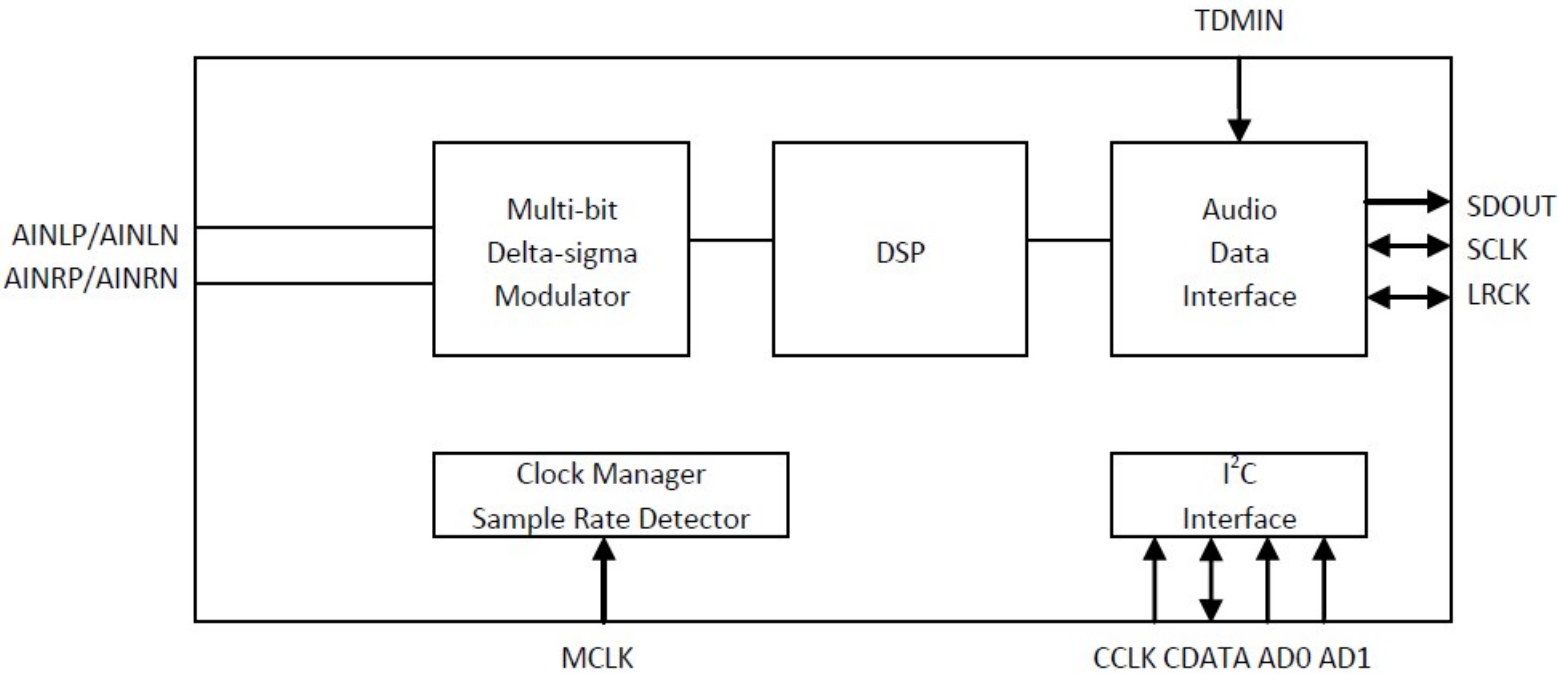 TDMIN
AINLP/AINLN
AINRP/AINRN
Multi-bit
Delta-sigma
Modulator
DSP
Audio
Data
Interface
SDOUT
SCLK
LRCK
Clock Manager
Sample Rate Detector
I²C
Interface
MCLK
CCLK CDATA AD0 AD1